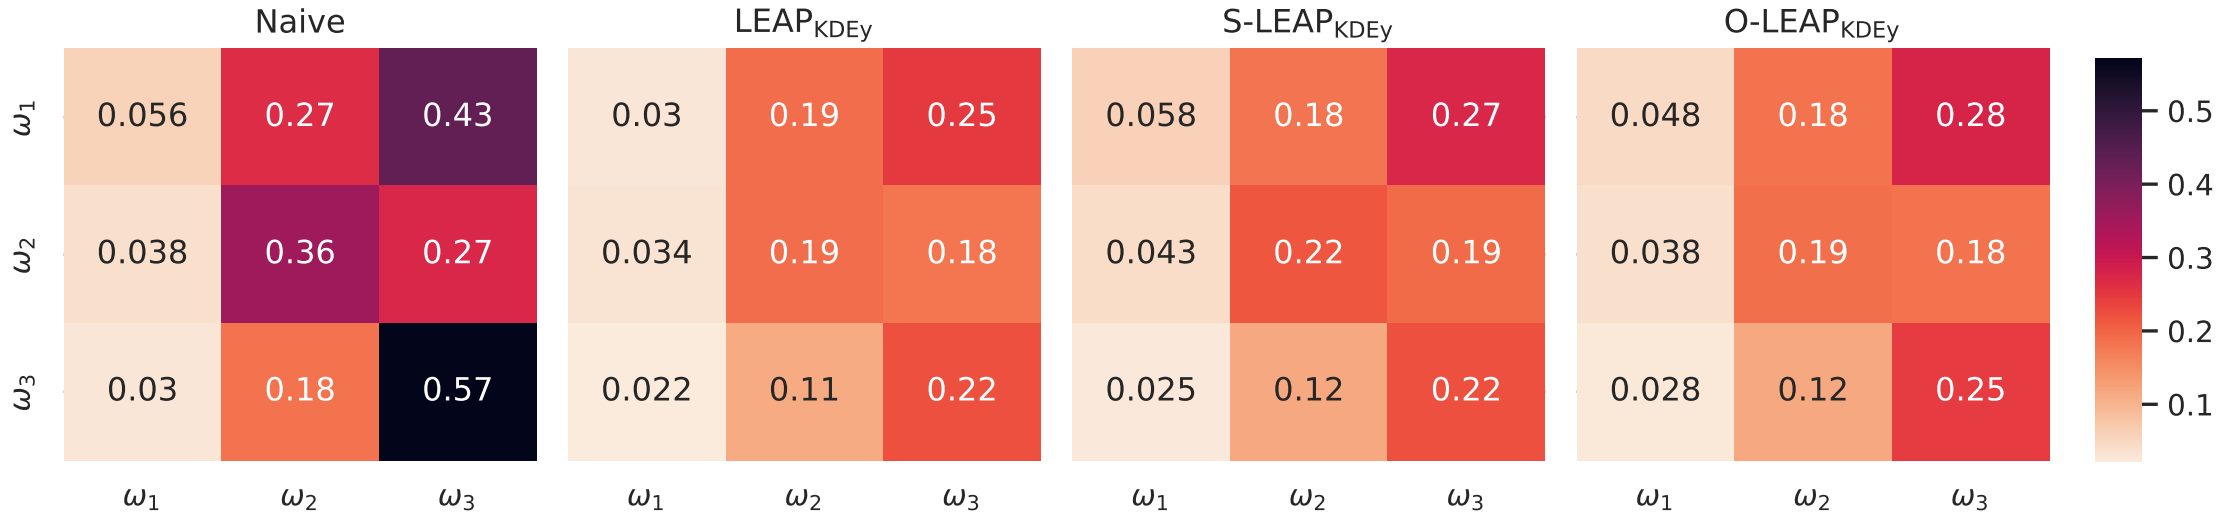 Naive LEAP_KDEy S-LEAP_KDEy O-LEAP_KDEy
ω₁ 0.056 0.27 0.43 0.03 0.19 0.25 0.058 0.18 0.27 0.048 0.18 0.28 0.5
0.4
ω₂ 0.038 0.36 0.27 0.034 0.19 0.18 0.043 0.22 0.19 0.038 0.19 0.18 0.3
0.2
ω₃ 0.03 0.18 0.57 0.022 0.11 0.22 0.025 0.12 0.22 0.028 0.12 0.25 0.1
ω₁ ω₂ ω₃ ω₁ ω₂ ω₃ ω₁ ω₂ ω₃ ω₁ ω₂ ω₃